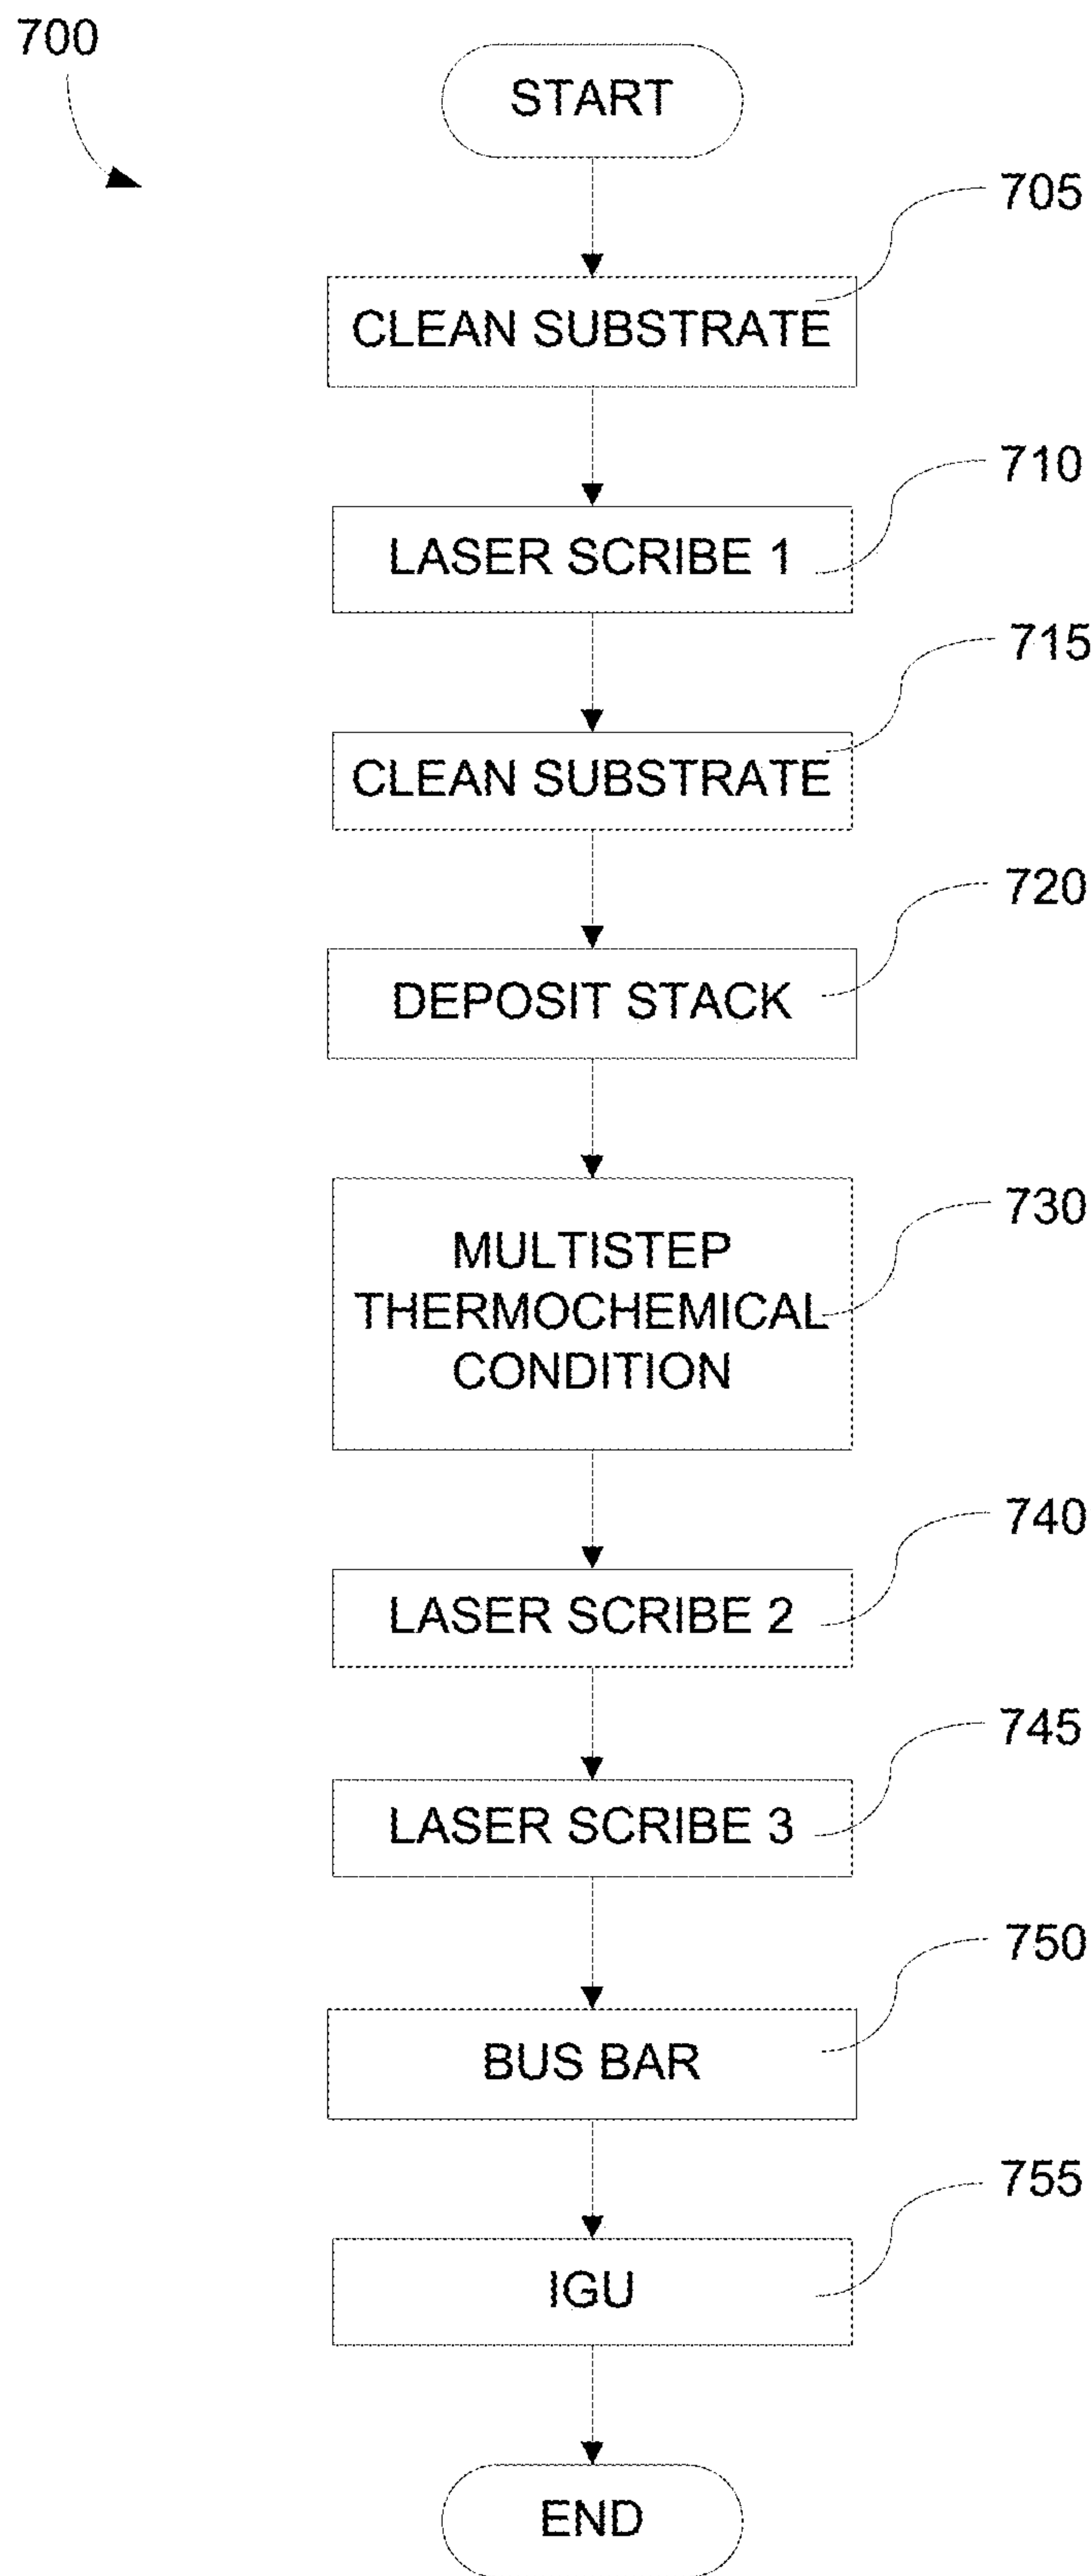 700
START
705
CLEAN SUBSTRATE
710
LASER SCRIBE 1
715
CLEAN SUBSTRATE
720
DEPOSIT STACK
730
MULTISTEP
THERMOCHEMICAL
CONDITION
740
LASER SCRIBE 2
745
LASER SCRIBE 3
750
BUS BAR
755
IGU
END